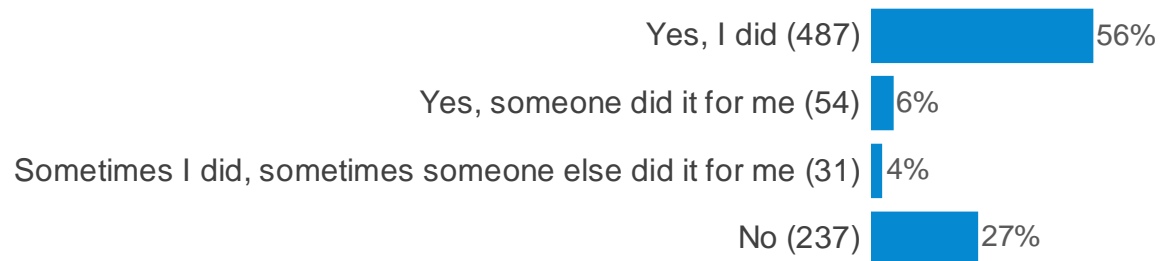 Yes, I did (487) 56%
Yes, someone did it for me (54) 6%
Sometimes I did, sometimes someone else did it for me (31) 4%
No (237) 27%